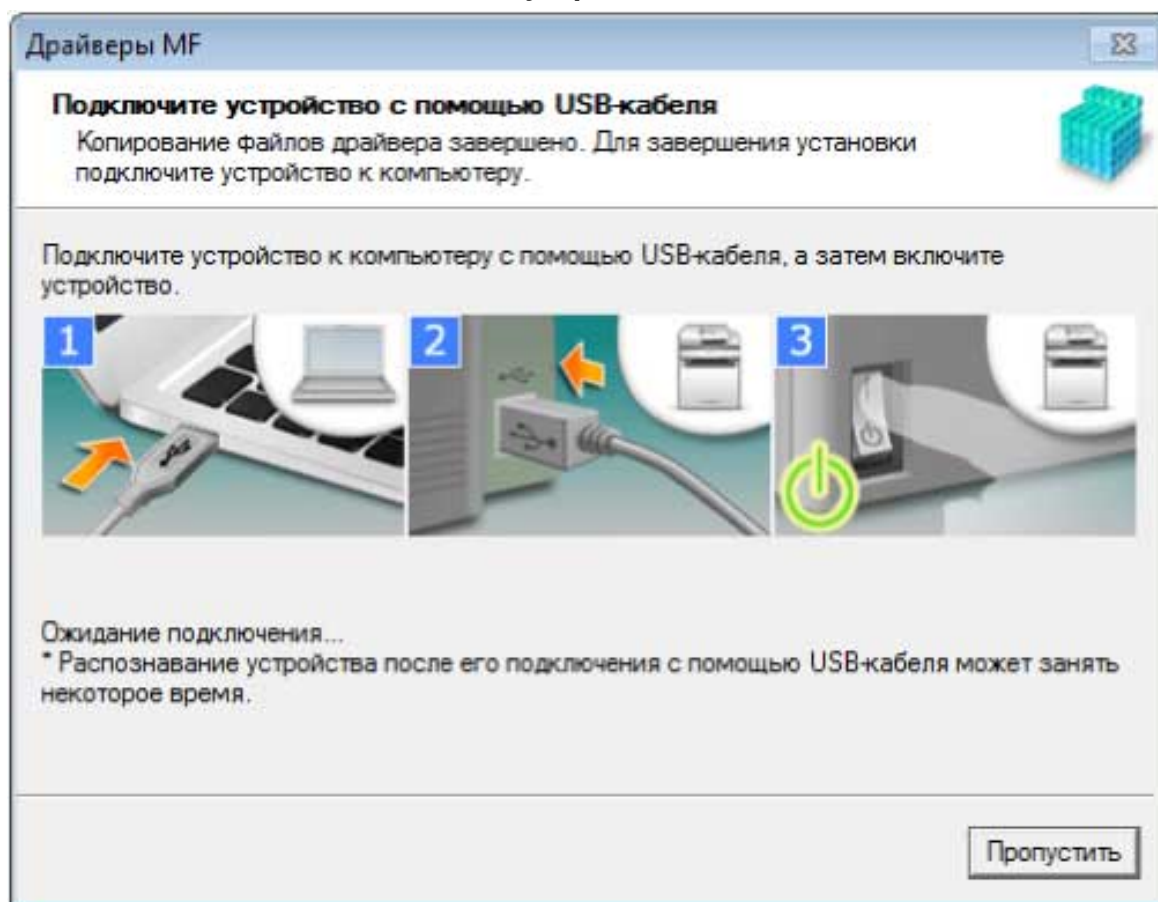 Драйверы MF
Подключите устройство с помощью USB-кабеля
Копирование файлов драйвера завершено. Для завершения установки
подключите устройство к компьютеру.
Подключите устройство к компьютеру с помощью USB-кабеля, а затем включите
устройство.
1
2
3
Ожидание подключения...
* Распознавание устройства после его подключения с помощью USB-кабеля может занять
некоторое время.
Пропустить